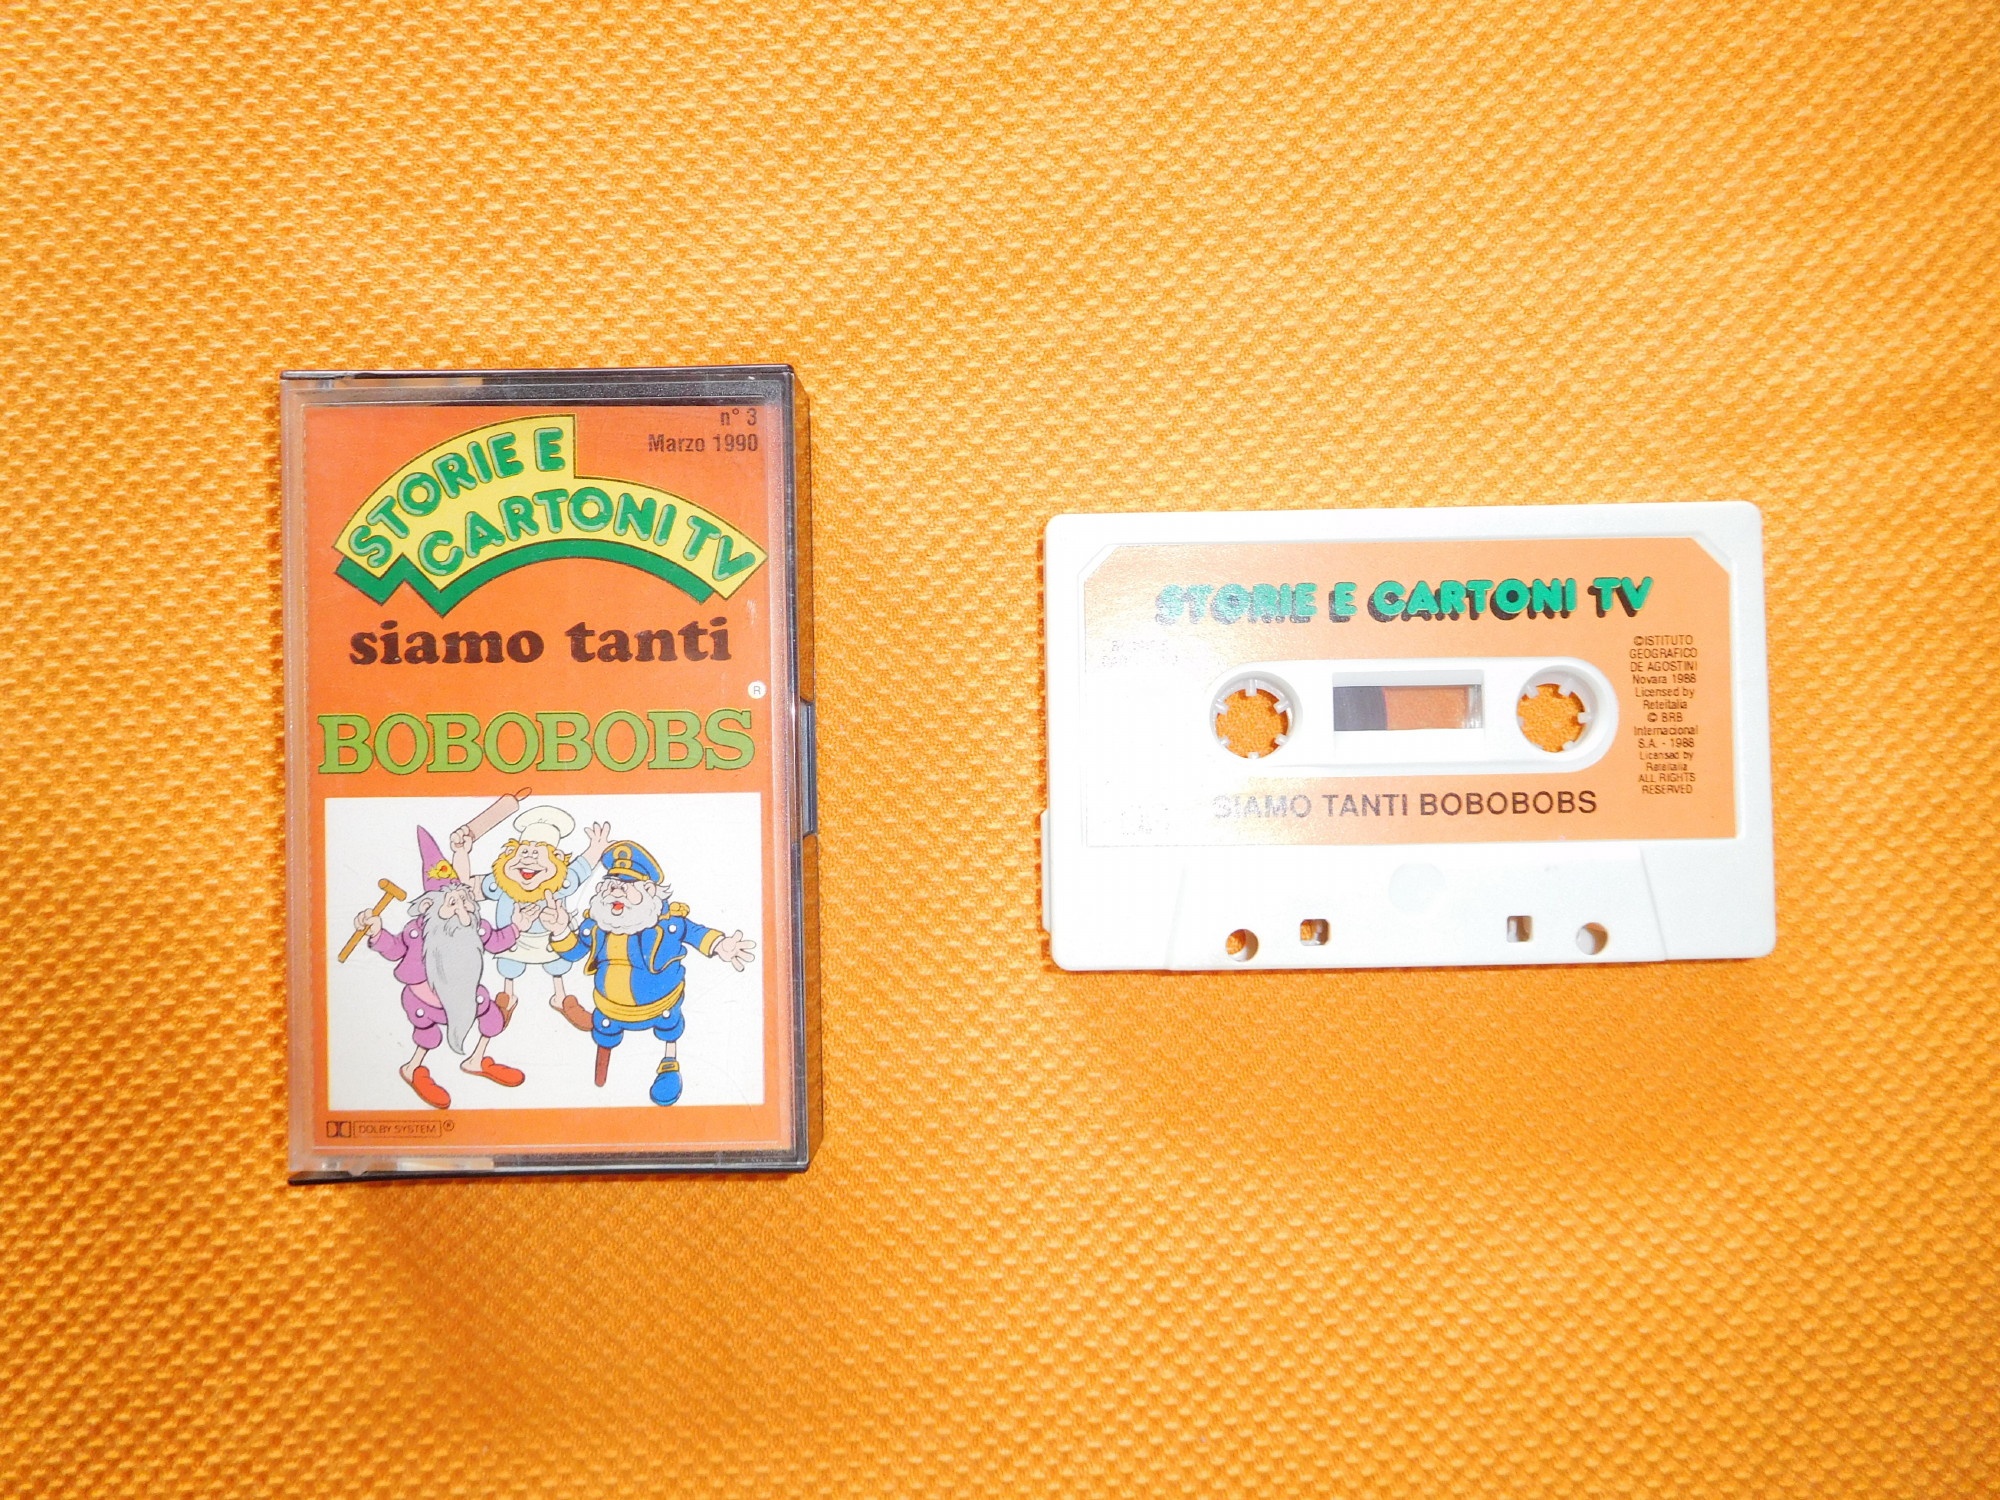 n° 3
Marzo 1990
STORIE E
CARTONI TV
siamo tanti
®
BOBOBOBS
DOLBY SYSTEM ®
STORIE E CARTONI TV
©ISTITUTO
GEOGRAFICO
DE AGOSTINI
Novara 1988
Licensed by
Reteitalia
© BRB
Internacional
S.A. - 1988
Licensed by
Reteitalia
ALL RIGHTS
RESERVED
SIAMO TANTI BOBOBOBS